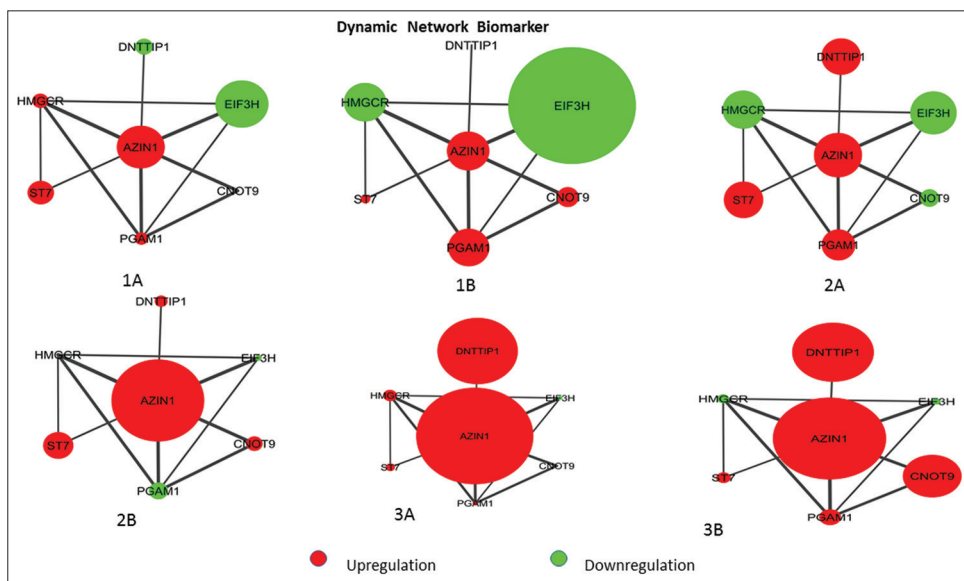 Dynamic Network Biomarker
DNTTIP1
HMGCR
EIF3H
AZIN1
ST7
CNOT9
PGAM1
1A
DNTTIP1
HMGCR
EIF3H
AZIN1
ST7
CNOT9
PGAM1
1B
DNTTIP1
HMGCR
EIF3H
AZIN1
ST7
CNOT9
PGAM1
2A
DNTTIP1
HMGCR
EIF3H
AZIN1
ST7
CNOT9
PGAM1
2B
DNTTIP1
HMGCR
EIF3H
AZIN1
ST7
CNOT9
PGAM1
3A
DNTTIP1
HMGCR
EIF3H
AZIN1
ST7
CNOT9
PGAM1
3B
Upregulation
Downregulation